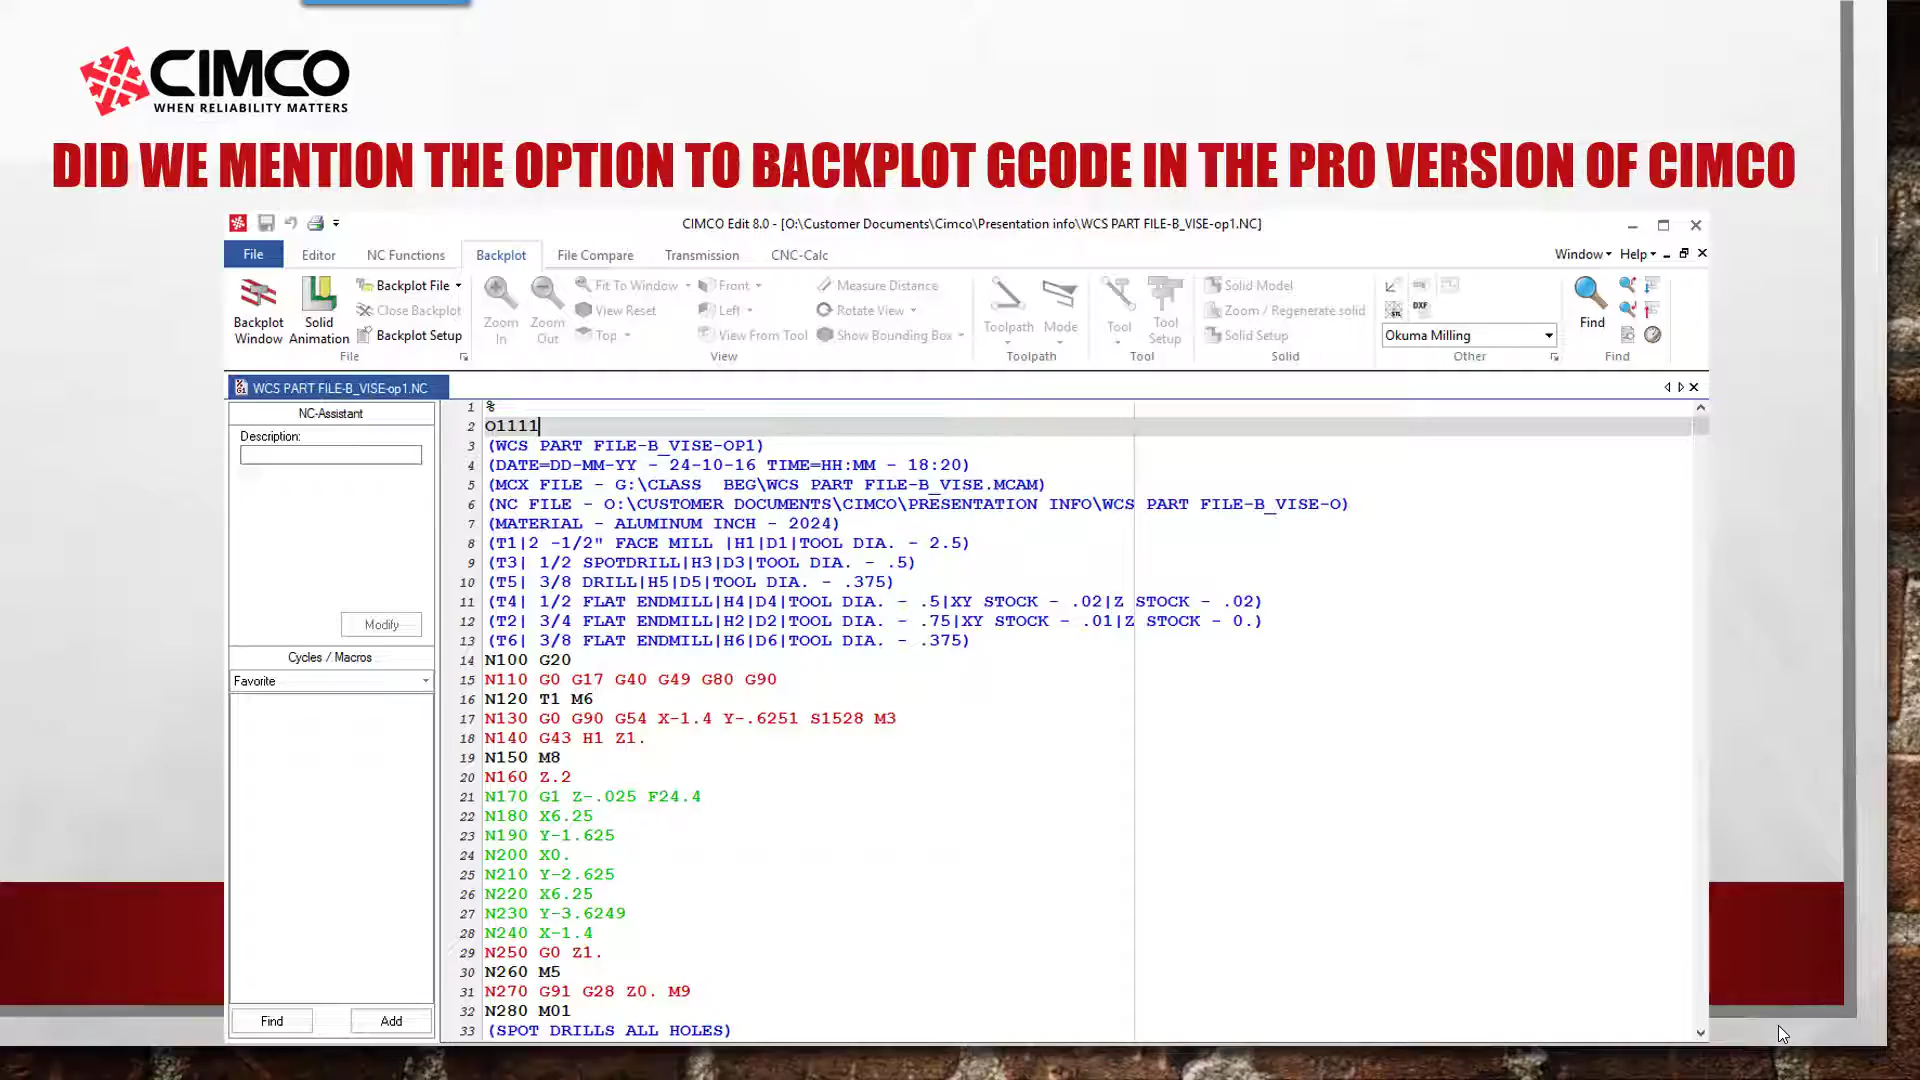 CIMCO
WHEN RELIABILITY MATTERS
DID WE MENTION THE OPTION TO BACKPLOT GCODE IN THE PRO VERSION OF CIMCO
CIMCO Edit 8.0 - [O:\Customer Documents\Cimco\Presentation info\WCS PART FILE-B_VISE-op1.NC]
File Editor NC Functions Backplot File Compare Transmission CNC-Calc Window Help
Backplot Window
Solid Animation
Backplot File
Close Backplot
Backplot Setup
File
Zoom In
Zoom Out
Fit To Window
View Reset
Top
Front
Left
View From Tool
Measure Distance
Rotate View
Show Bounding Box
View
Toolpath
Mode
Toolpath
Tool
Tool Setup
Tool
Solid Model
Zoom / Regenerate solid
Solid Setup
Solid
DXF
Okuma Milling
Other
Find
Find
WCS PART FILE-B_VISE-op1.NC
NC-Assistant
Description:
Modify
Cycles / Macros
Favorite
Find
Add
1 %
2 O1111
3 (WCS PART FILE-B_VISE-OP1)
4 (DATE=DD-MM-YY - 24-10-16 TIME=HH:MM - 18:20)
5 (MCX FILE - G:\CLASS  BEG\WCS PART FILE-B_VISE.MCAM)
6 (NC FILE - O:\CUSTOMER DOCUMENTS\CIMCO\PRESENTATION INFO\WCS PART FILE-B_VISE-O)
7 (MATERIAL - ALUMINUM INCH - 2024)
8 (T1|2 -1/2" FACE MILL |H1|D1|TOOL DIA. - 2.5)
9 (T3| 1/2 SPOTDRILL|H3|D3|TOOL DIA. - .5)
10 (T5| 3/8 DRILL|H5|D5|TOOL DIA. - .375)
11 (T4| 1/2 FLAT ENDMILL|H4|D4|TOOL DIA. - .5|XY STOCK - .02|Z STOCK - .02)
12 (T2| 3/4 FLAT ENDMILL|H2|D2|TOOL DIA. - .75|XY STOCK - .01|Z STOCK - 0.)
13 (T6| 3/8 FLAT ENDMILL|H6|D6|TOOL DIA. - .375)
14 N100 G20
15 N110 G0 G17 G40 G49 G80 G90
16 N120 T1 M6
17 N130 G0 G90 G54 X-1.4 Y-.6251 S1528 M3
18 N140 G43 H1 Z1.
19 N150 M8
20 N160 Z.2
21 N170 G1 Z-.025 F24.4
22 N180 X6.25
23 N190 Y-1.625
24 N200 X0.
25 N210 Y-2.625
26 N220 X6.25
27 N230 Y-3.6249
28 N240 X-1.4
29 N250 G0 Z1.
30 N260 M5
31 N270 G91 G28 Z0. M9
32 N280 M01
33 (SPOT DRILLS ALL HOLES)